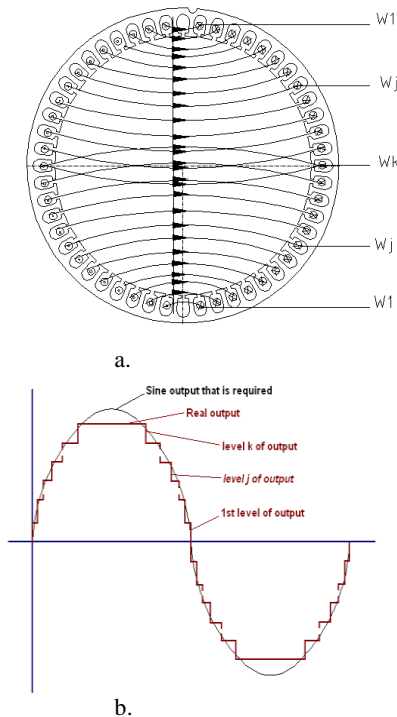 W1
Wj
Wk
Wj
W1
a.
Sine output that is required
Real output
level k of output
level j of output
1st level of output
b.